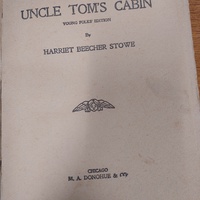 UNCLE TOM'S CABIN
YOUNG FOLKS EDITION
By
HARRIET BEECHER STOWE
CHICAGO
M. A. DONOHUE & CO.